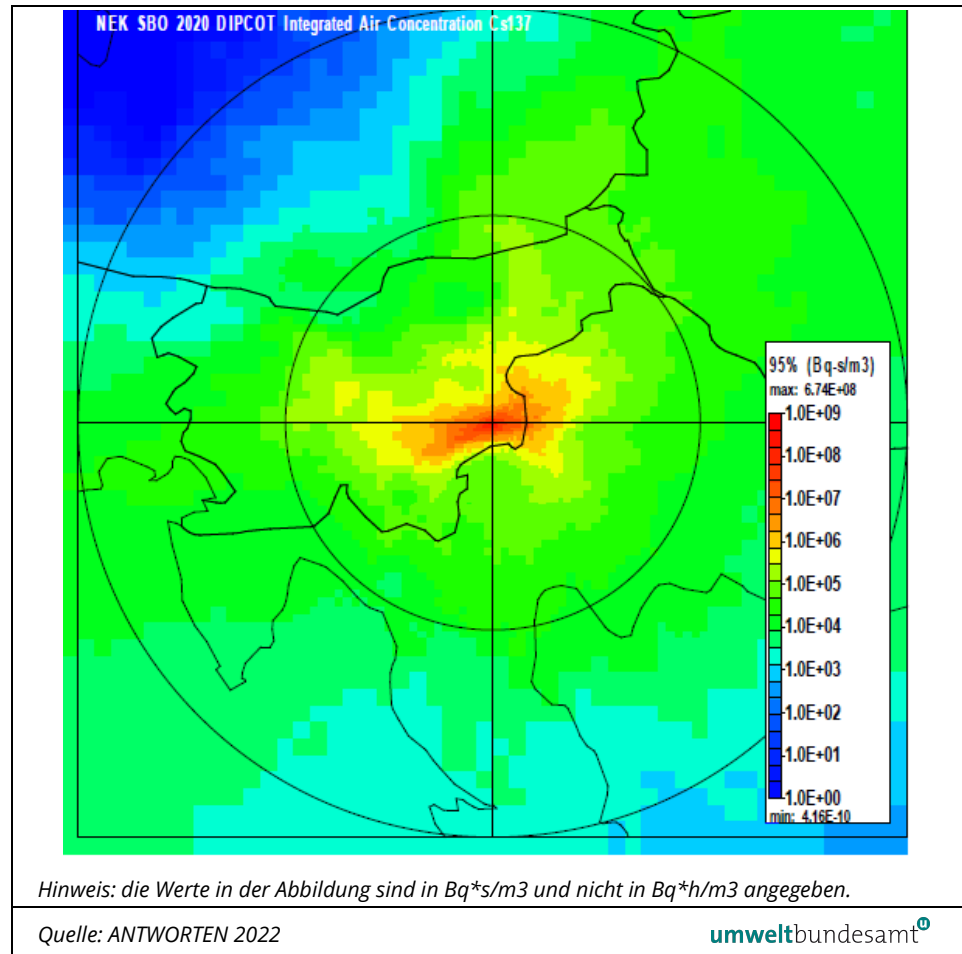 NEK SBO 2020 DIPCOT Integrated Air Concentration Cs137
95% (Bq-s/m3)
max: 6.74E+08
1.0E+09
1.0E+08
1.0E+07
1.0E+06
1.0E+05
1.0E+04
1.0E+03
1.0E+02
1.0E+01
1.0E+00
min: 4.16E-10
Hinweis: die Werte in der Abbildung sind in Bq*s/m3 und nicht in Bq*h/m3 angegeben.
Quelle: ANTWORTEN 2022
umweltbundesamt